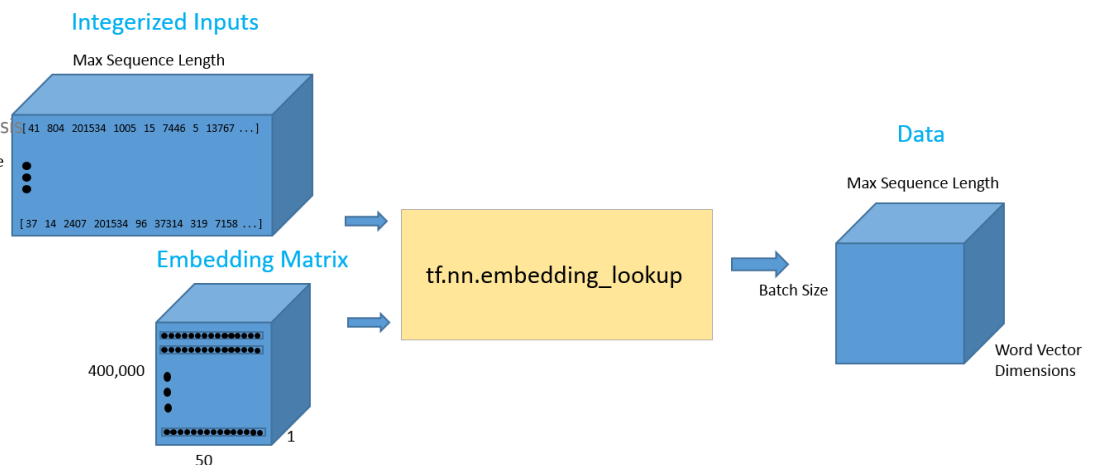 Integerized Inputs
Max Sequence Length
[41 804 201534 1005 15 7446 5 13767 ...]
[37 14 2407 201534 96 37314 319 7158 ...]
Embedding Matrix
400,000
50
1
tf.nn.embedding_lookup
Data
Max Sequence Length
Batch Size
Word Vector
Dimensions